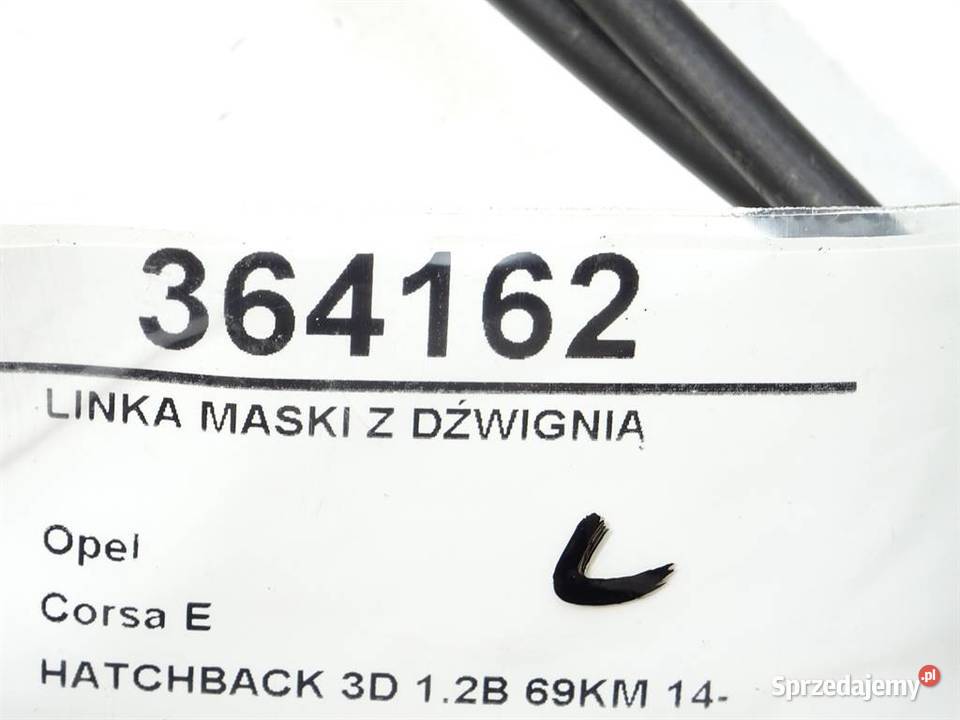 364162
LINKA MASKI Z DŹWIGNIĄ
Opel
Corsa E
HATCHBACK 3D 1.2B 69KM 14-
Sprzedajemy.pl